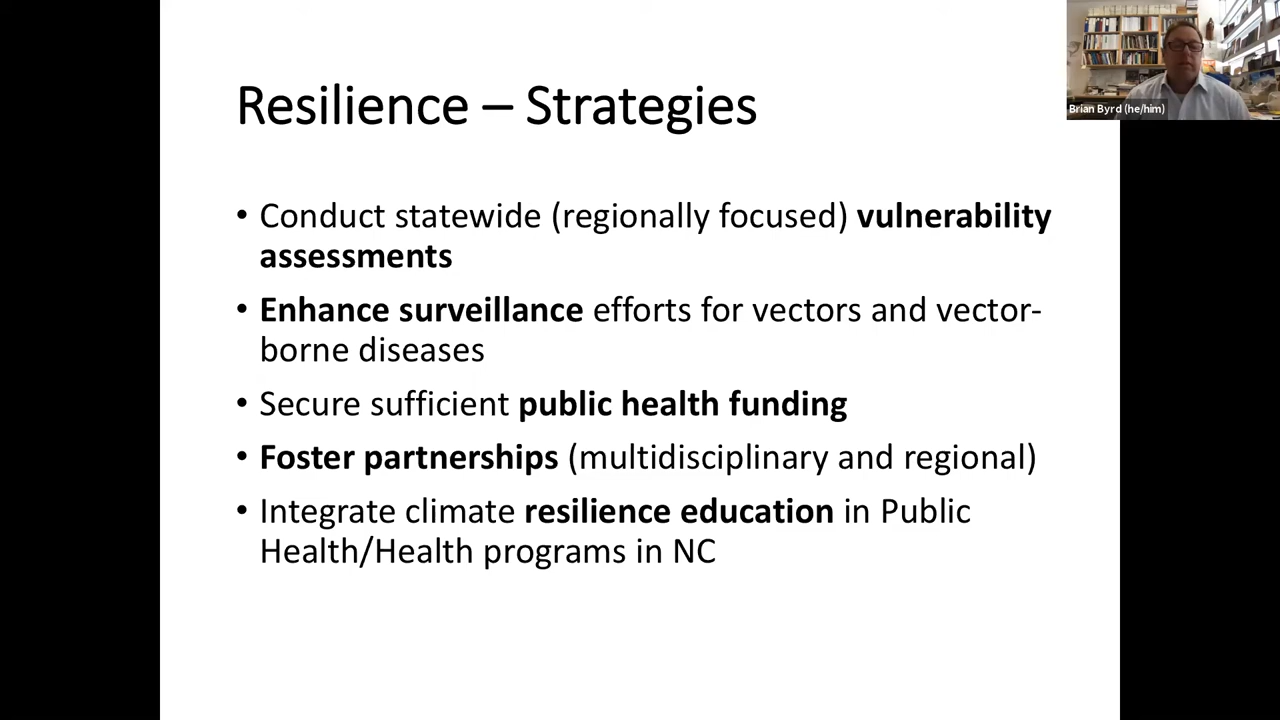 Resilience – Strategies
• Conduct statewide (regionally focused) vulnerability
assessments
• Enhance surveillance efforts for vectors and vector-
borne diseases
• Secure sufficient public health funding
• Foster partnerships (multidisciplinary and regional)
• Integrate climate resilience education in Public
Health/Health programs in NC
Brian Byrd (he/him)